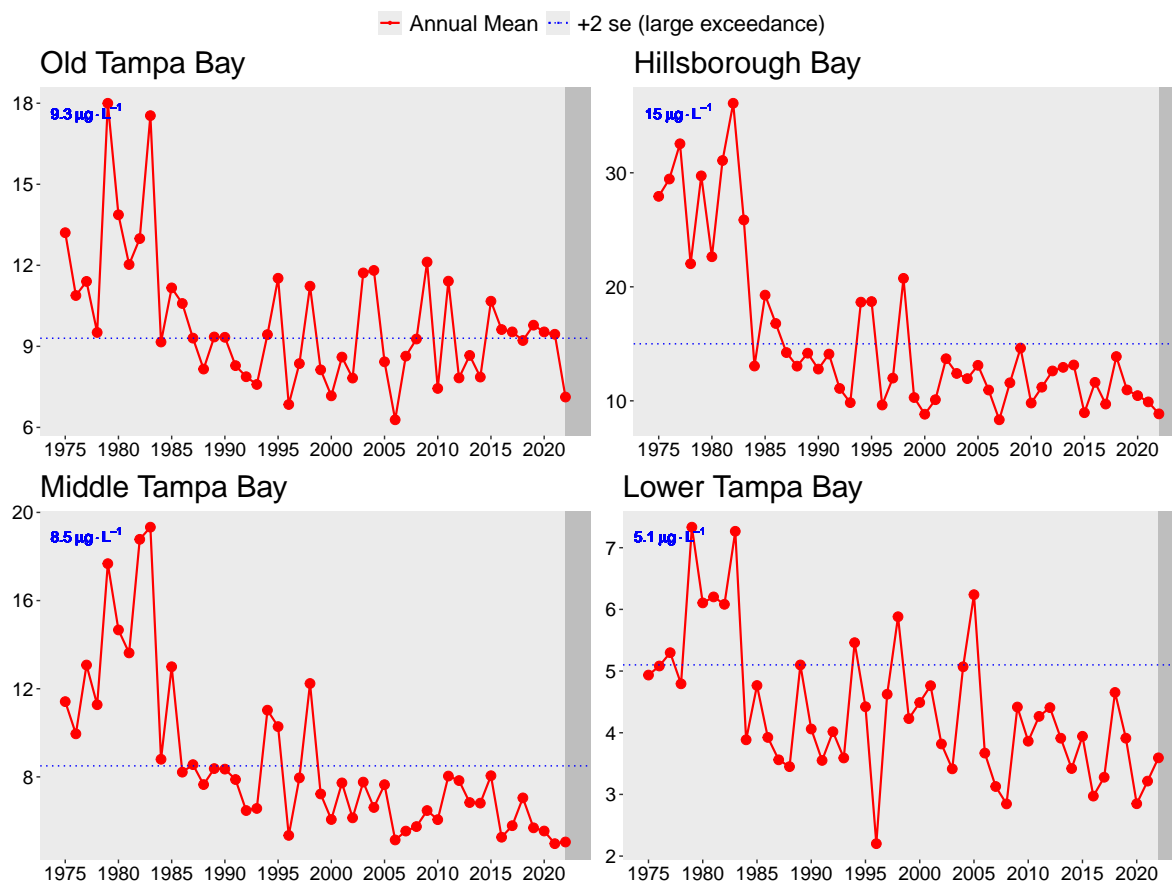 Annual Mean +2 se (large exceedance)
Old Tampa Bay Hillsborough Bay
9.3 µg·L⁻¹
18
15
12
9
6
1975 1980 1985 1990 1995 2000 2005 2010 2015 2020
15 µg·L⁻¹
30
20
10
1975 1980 1985 1990 1995 2000 2005 2010 2015 2020
Middle Tampa Bay Lower Tampa Bay
8.5 µg·L⁻¹
20
16
12
8
1975 1980 1985 1990 1995 2000 2005 2010 2015 2020
5.1 µg·L⁻¹
7
6
5
4
3
2
1975 1980 1985 1990 1995 2000 2005 2010 2015 2020